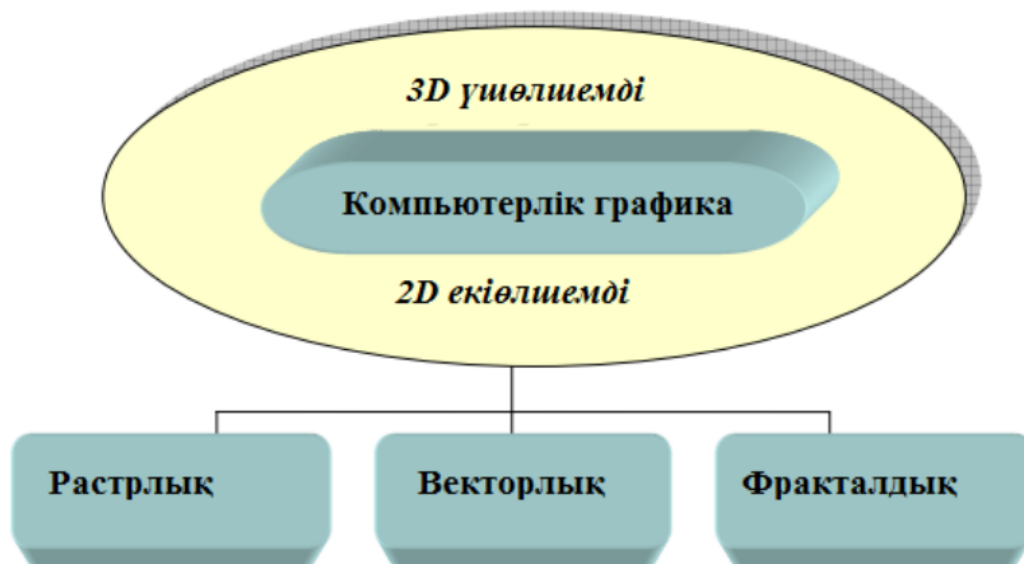 3D үшөлшемді
Компьютерлік графика
2D екіөлшемді
Растрлық
Векторлық
Фракталдық